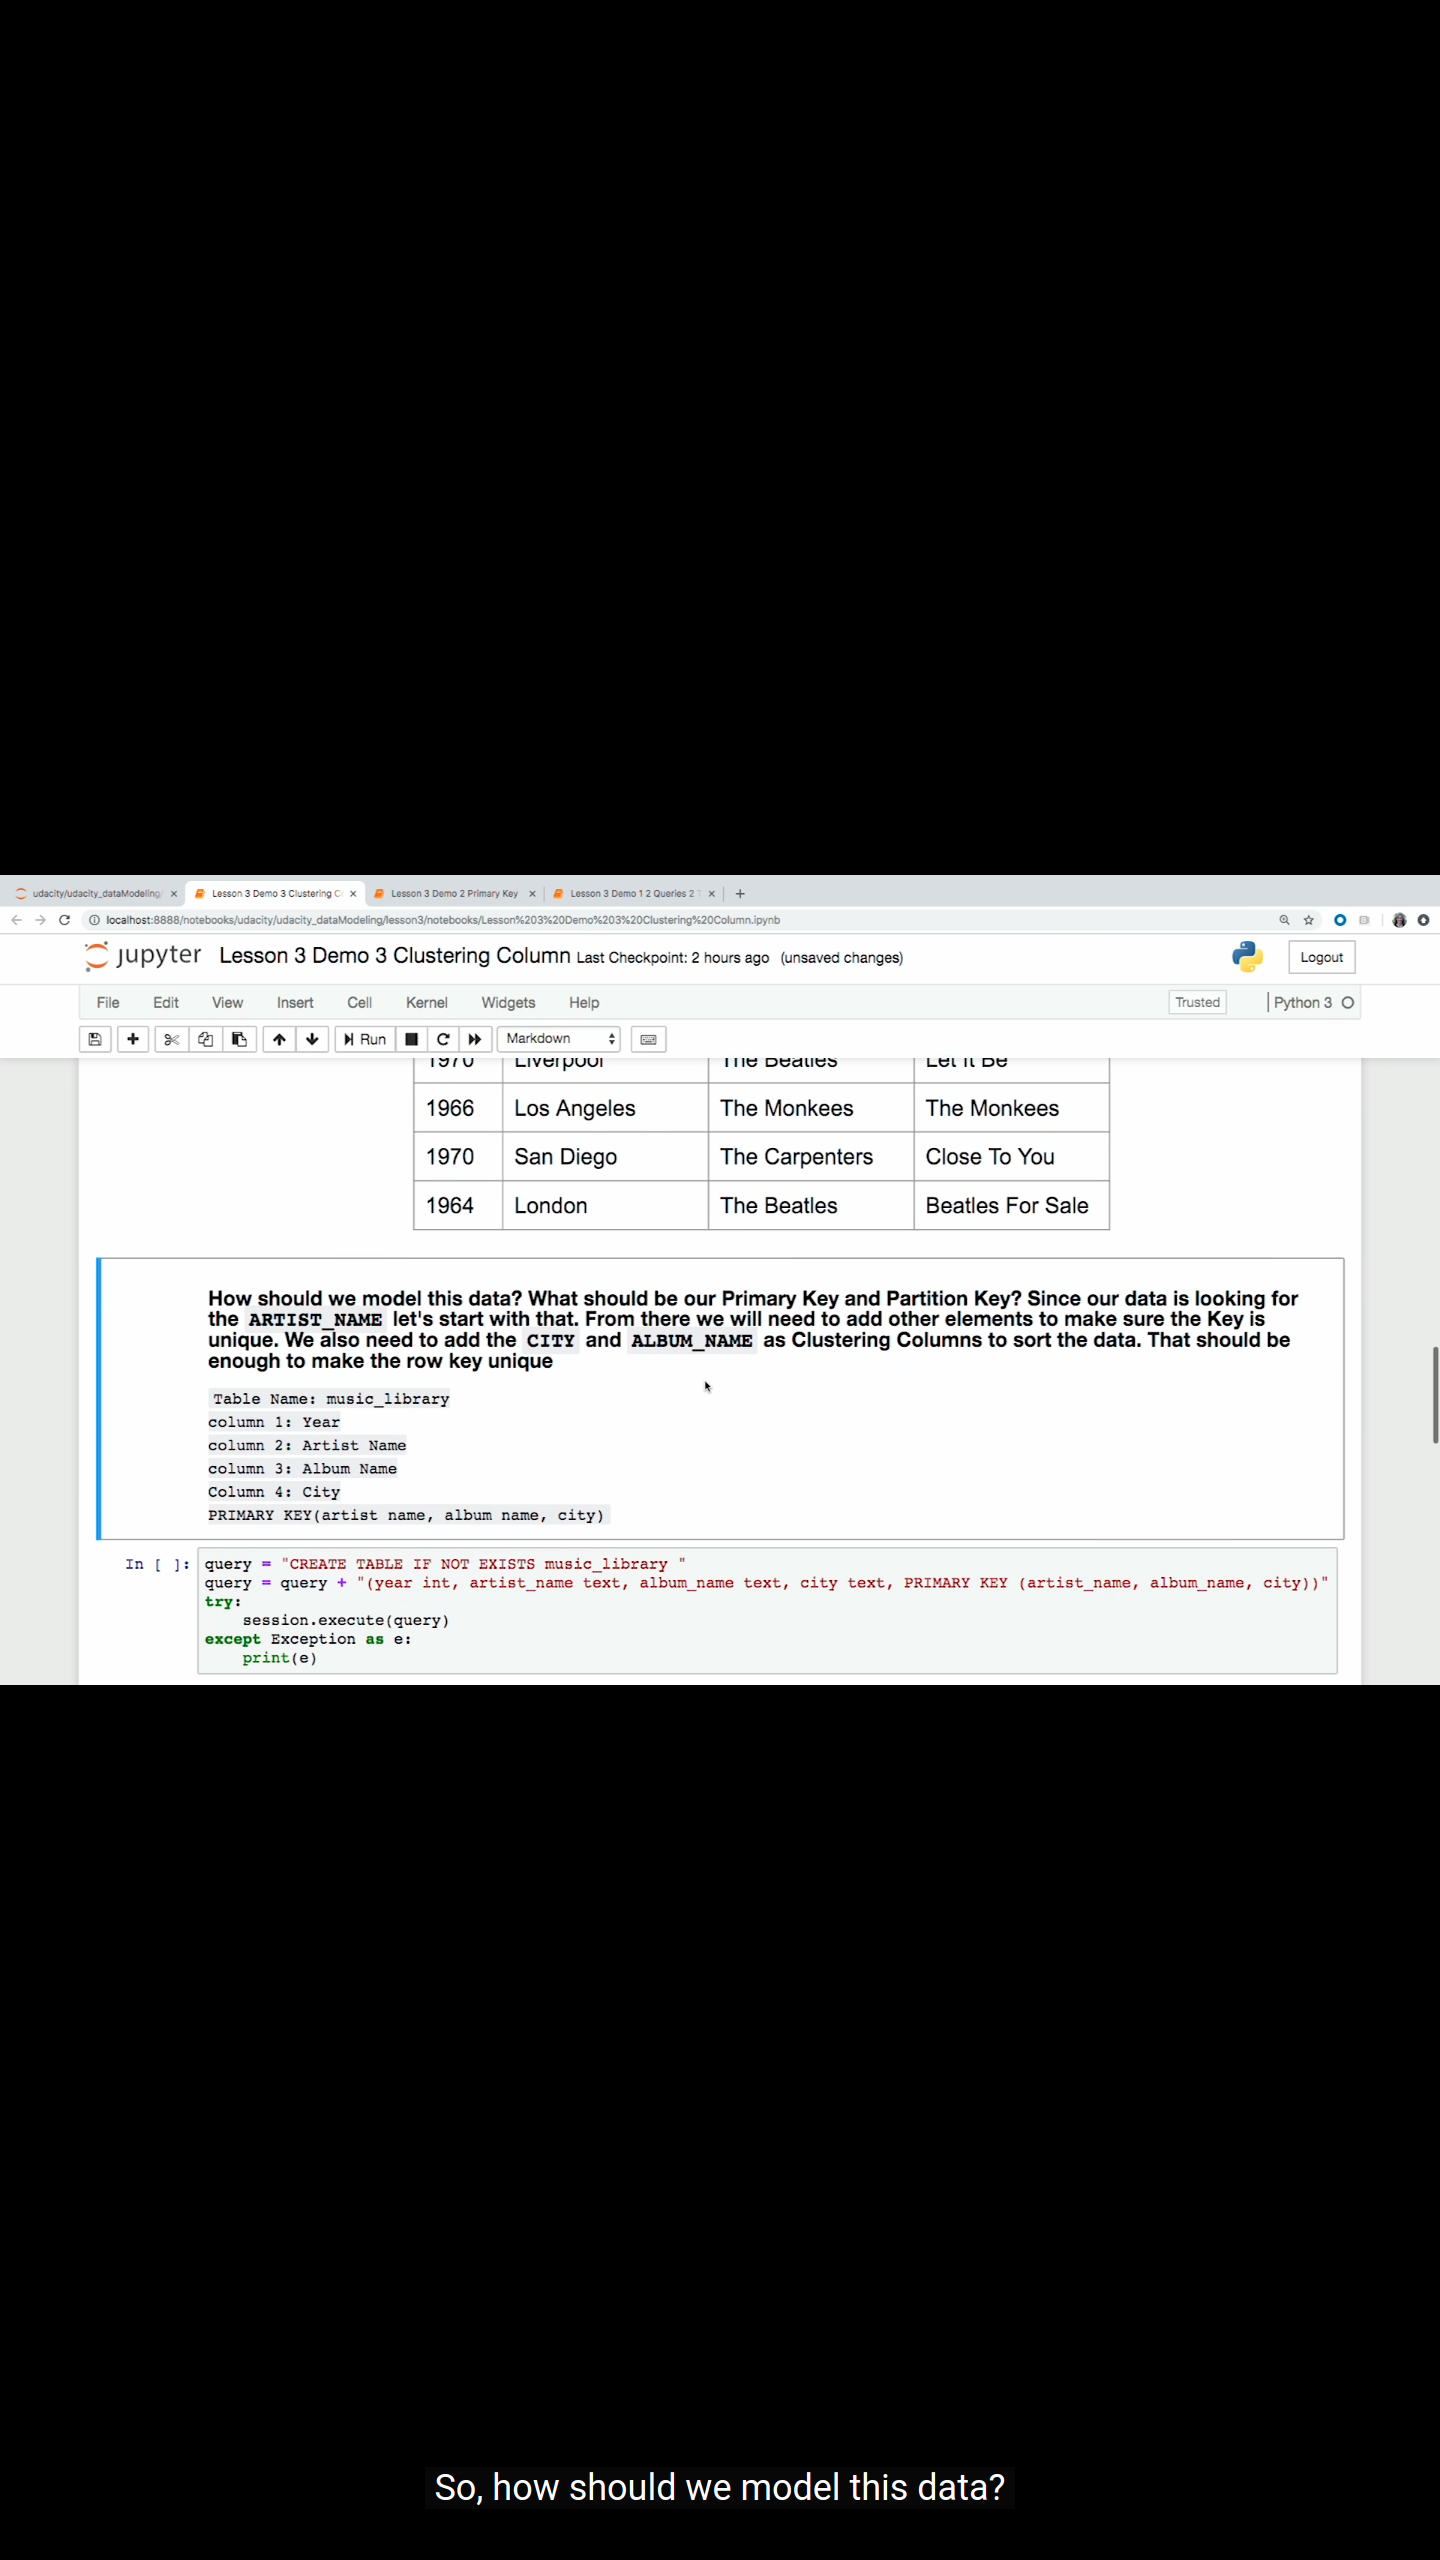 udacity/udacity_dataModeling/
Lesson 3 Demo 3 Clustering C
Lesson 3 Demo 2 Primary Key
Lesson 3 Demo 1 2 Queries 2
localhost:8888/notebooks/udacity/udacity_dataModeling/lesson3/notebooks/Lesson%203%20Demo%203%20Clustering%20Column.ipynb
jupyter Lesson 3 Demo 3 Clustering Column Last Checkpoint: 2 hours ago (unsaved changes)
Logout
File Edit View Insert Cell Kernel Widgets Help
Trusted
Python 3
Run
Markdown
1970 Liverpool The Beatles Let It Be
1966 Los Angeles The Monkees The Monkees
1970 San Diego The Carpenters Close To You
1964 London The Beatles Beatles For Sale
How should we model this data? What should be our Primary Key and Partition Key? Since our data is looking for
the ARTIST_NAME let's start with that. From there we will need to add other elements to make sure the Key is
unique. We also need to add the CITY and ALBUM_NAME as Clustering Columns to sort the data. That should be
enough to make the row key unique
Table Name: music_library
column 1: Year
column 2: Artist Name
column 3: Album Name
Column 4: City
PRIMARY KEY(artist name, album name, city)
In [ ]: query = "CREATE TABLE IF NOT EXISTS music_library "
query = query + "(year int, artist_name text, album_name text, city text, PRIMARY KEY (artist_name, album_name, city))"
try:
session.execute(query)
except Exception as e:
print(e)
So, how should we model this data?